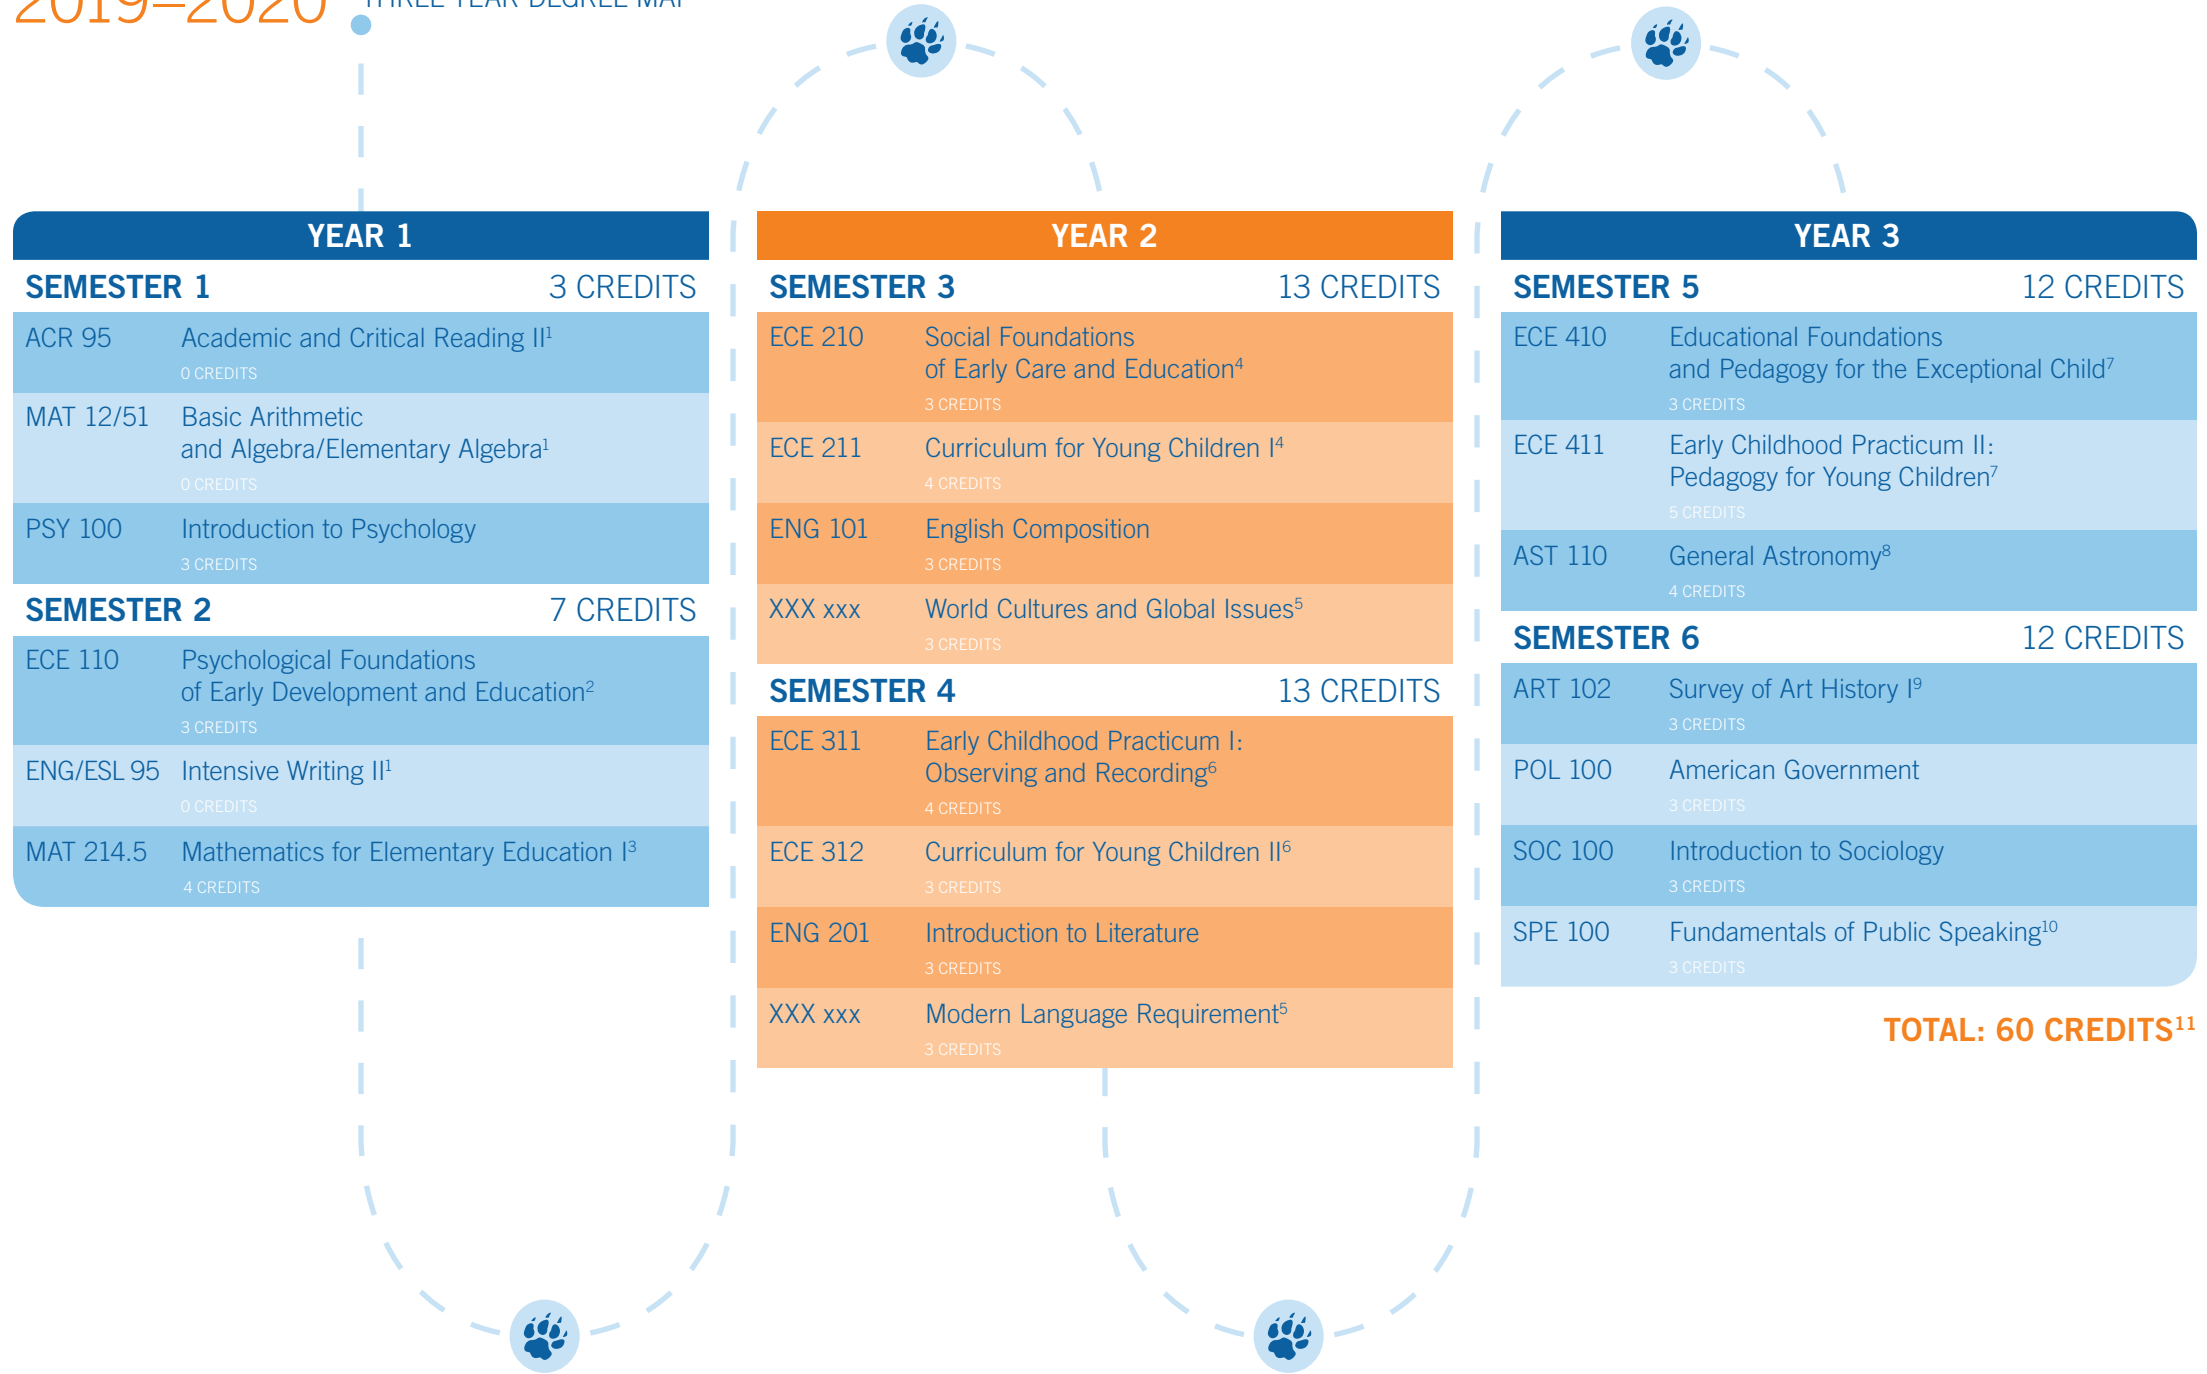 2019–2020
THREE-YEAR DEGREE MAP
YEAR 1
SEMESTER 1 3 CREDITS
ACR 95 Academic and Critical Reading II1
0 CREDITS
MAT 12/51 Basic Arithmetic
and Algebra/Elementary Algebra1
0 CREDITS
PSY 100 Introduction to Psychology
3 CREDITS
SEMESTER 2 7 CREDITS
ECE 110 Psychological Foundations
of Early Development and Education2
3 CREDITS
ENG/ESL 95 Intensive Writing II1
0 CREDITS
MAT 214.5 Mathematics for Elementary Education I3
4 CREDITS
YEAR 2
SEMESTER 3 13 CREDITS
ECE 210 Social Foundations
of Early Care and Education4
3 CREDITS
ECE 211 Curriculum for Young Children I4
4 CREDITS
ENG 101 English Composition
3 CREDITS
XXX xxx World Cultures and Global Issues5
3 CREDITS
SEMESTER 4 13 CREDITS
ECE 311 Early Childhood Practicum I:
Observing and Recording6
4 CREDITS
ECE 312 Curriculum for Young Children II6
3 CREDITS
ENG 201 Introduction to Literature
3 CREDITS
XXX xxx Modern Language Requirement5
3 CREDITS
YEAR 3
SEMESTER 5 12 CREDITS
ECE 410 Educational Foundations
and Pedagogy for the Exceptional Child7
3 CREDITS
ECE 411 Early Childhood Practicum II:
Pedagogy for Young Children7
5 CREDITS
AST 110 General Astronomy8
4 CREDITS
SEMESTER 6 12 CREDITS
ART 102 Survey of Art History I9
3 CREDITS
POL 100 American Government
3 CREDITS
SOC 100 Introduction to Sociology
3 CREDITS
SPE 100 Fundamentals of Public Speaking10
3 CREDITS
TOTAL: 60 CREDITS11